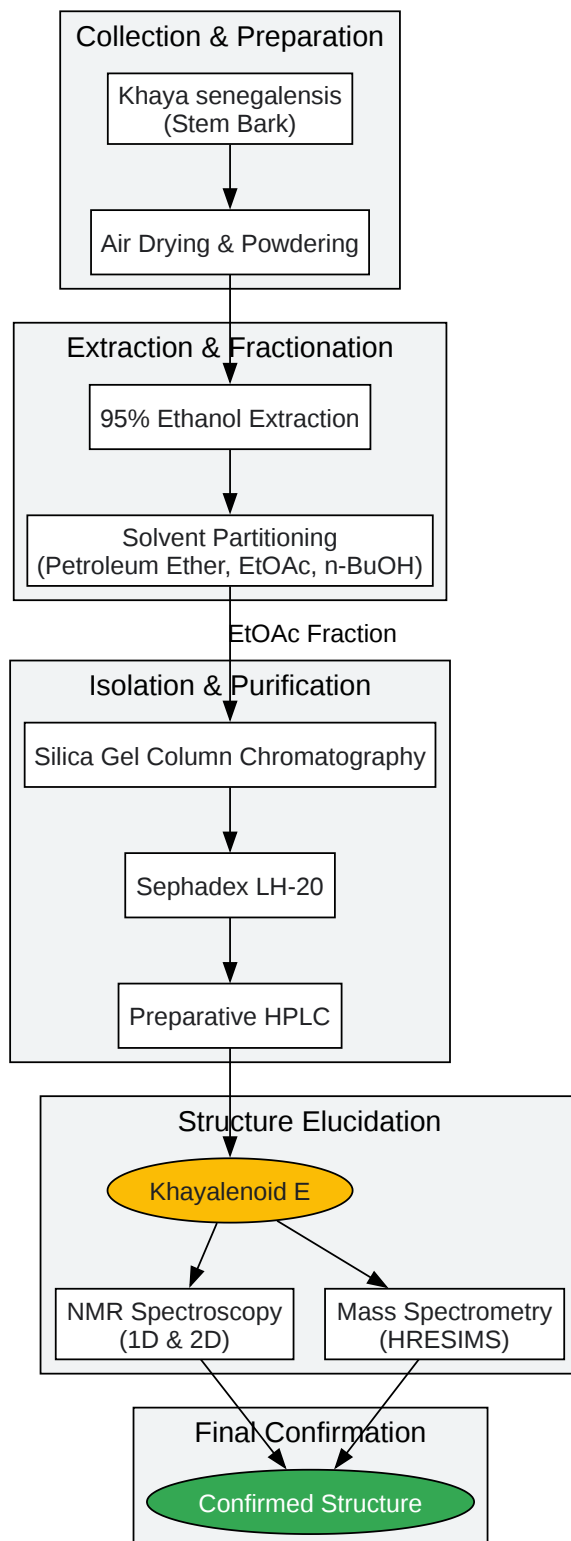 Collection & Preparation
Khaya senegalensis
(Stem Bark)
Air Drying & Powdering
Extraction & Fractionation
95% Ethanol Extraction
Solvent Partitioning
(Petroleum Ether, EtOAc, n-BuOH)
EtOAc Fraction
Isolation & Purification
Silica Gel Column Chromatography
Sephadex LH-20
Preparative HPLC
Structure Elucidation
Khayalenoid E
NMR Spectroscopy
(1D & 2D)
Mass Spectrometry
(HRESIMS)
Final Confirmation
Confirmed Structure